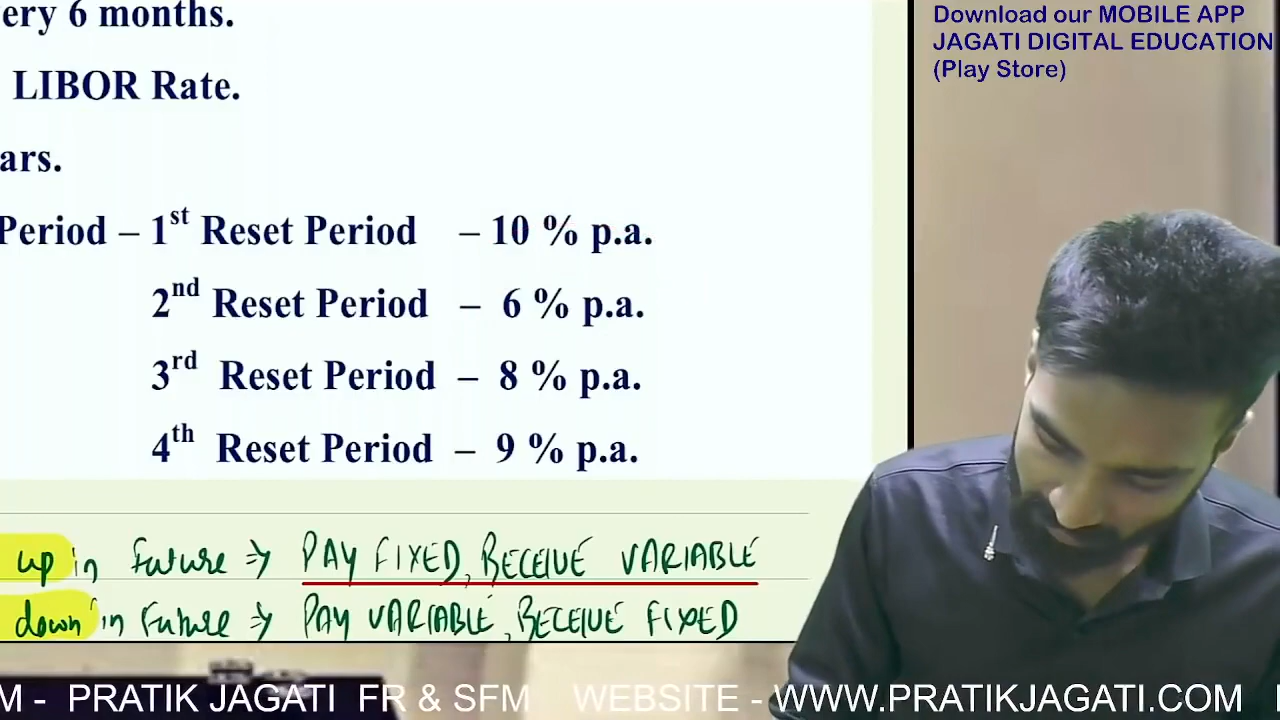 ery 6 months.
LIBOR Rate.
ars.
Period – 1st Reset Period – 10 % p.a.
2nd Reset Period – 6 % p.a.
3rd Reset Period – 8 % p.a.
4th Reset Period – 9 % p.a.
up in Future ⇒ PAY FIXED, RECEIVE VARIABLE
down in Future ⇒ PAY VARIABLE, RECEIVE FIXED
Download our MOBILE APP
JAGATI DIGITAL EDUCATION
(Play Store)
M - PRATIK JAGATI FR & SFM WEBSITE - WWW.PRATIKJAGATI.COM